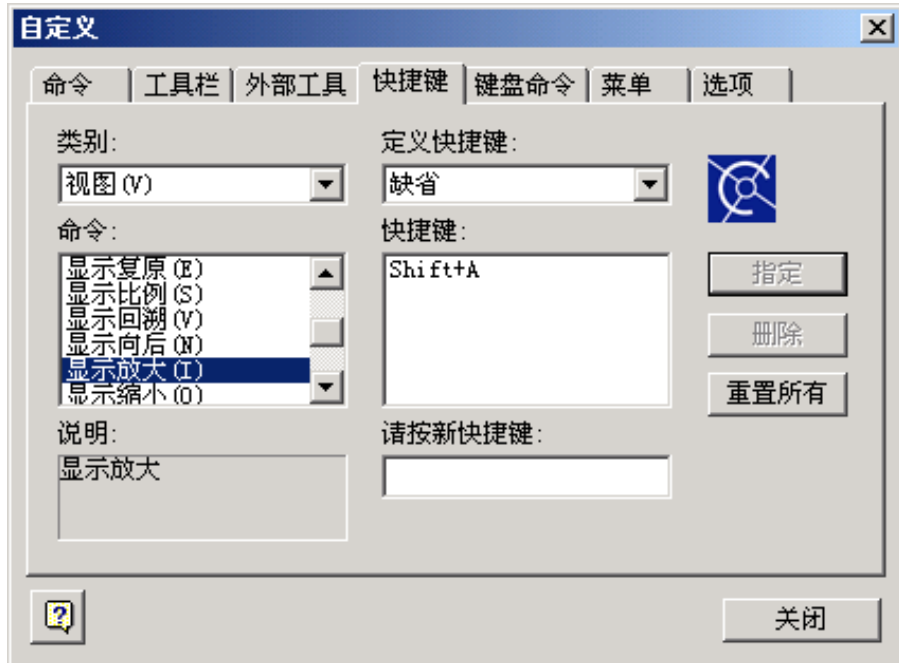 自定义
命令 工具栏 外部工具 快捷键 键盘命令 菜单 选项
类别: 定义快捷键:
视图(V) 缺省
命令: 快捷键:
显示复原(E) Shift+A
显示比例(S) 指定
显示回溯(V)
显示向后(N) 删除
显示放大(I)
显示缩小(O) 重置所有
说明: 请按新快捷键:
显示放大
? 关闭